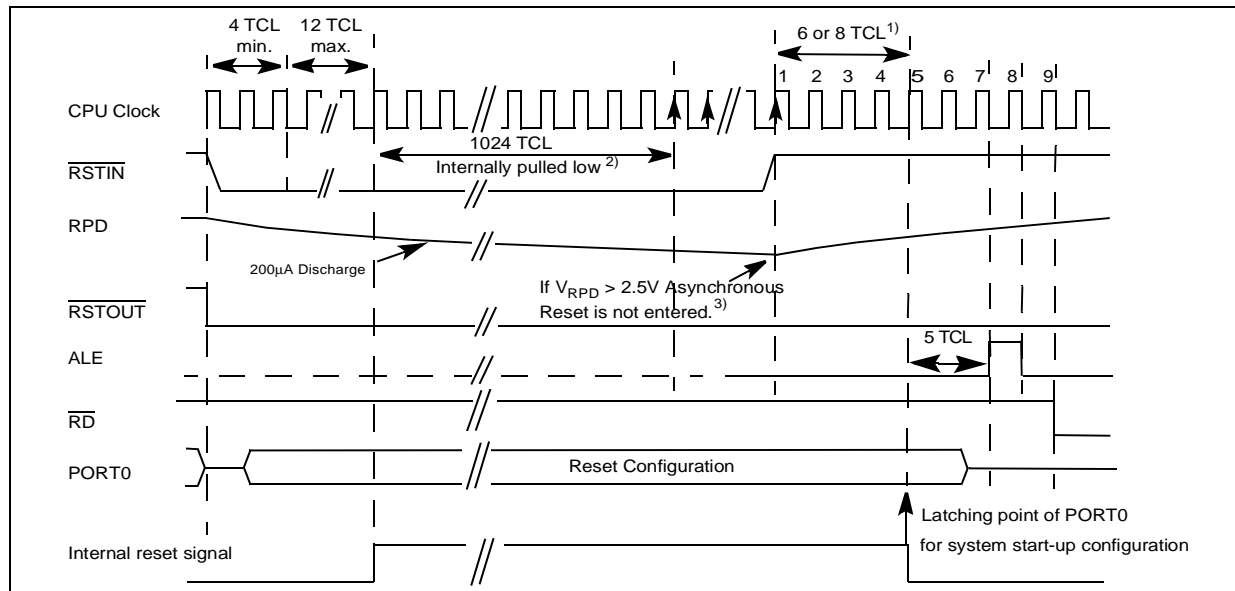 4 TCL
min.
12 TCL
max.
6 or 8 TCL1)
1 2 3 4 5 6 7 8 9
CPU Clock
1024 TCL
Internally pulled low 2)
RSTIN
RPD
200µA Discharge
If VRPD > 2.5V Asynchronous
Reset is not entered.3)
RSTOUT
5 TCL
ALE
RD
PORT0
Reset Configuration
Latching point of PORT0
for system start-up configuration
Internal reset signal